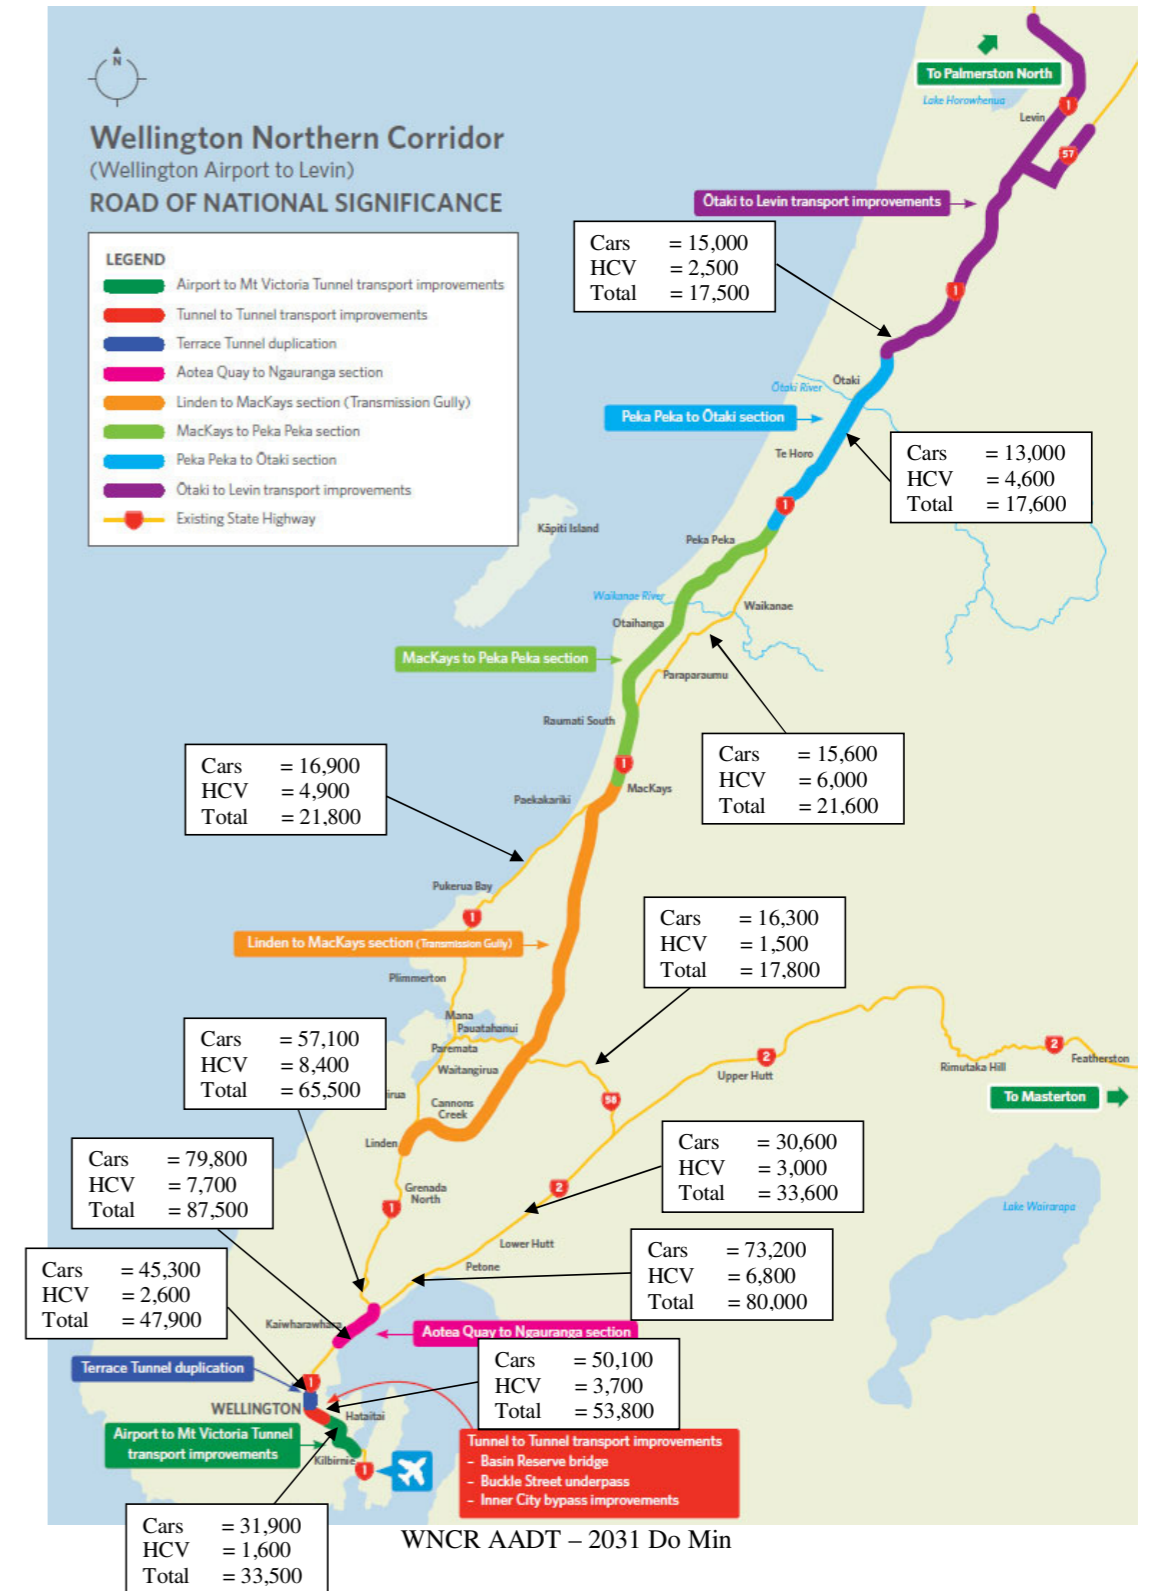 N
To Palmerston North
Lake Horowhenua
Levin
1
57
Wellington Northern Corridor
(Wellington Airport to Levin)
ROAD OF NATIONAL SIGNIFICANCE
Ōtaki to Levin transport improvements
LEGEND
Airport to Mt Victoria Tunnel transport improvements
Tunnel to Tunnel transport improvements
Terrace Tunnel duplication
Aotea Quay to Ngauranga section
Linden to MacKays section (Transmission Gully)
MacKays to Peka Peka section
Peka Peka to Ōtaki section
Ōtaki to Levin transport improvements
Existing State Highway
Cars = 15,000
HCV = 2,500
Total = 17,500
1
Ōtaki River
Ōtaki
Peka Peka to Ōtaki section
Te Horo
Cars = 13,000
HCV = 4,600
Total = 17,600
1
Kāpiti Island
Peka Peka
Waikanae River
Waikanae
Otaihanga
MacKays to Peka Peka section
Paraparaumu
Raumati South
Cars = 15,600
HCV = 6,000
Total = 21,600
Cars = 16,900
HCV = 4,900
Total = 21,800
1
MacKays
Paekakariki
Pukerua Bay
1
Cars = 16,300
HCV = 1,500
Total = 17,800
Linden to MacKays section (Transmission Gully)
Plimmerton
Mana
Pauatahanui
Paremata
Waitangirua
Cars = 57,100
HCV = 8,400
Total = 65,500
irua
Cannons
Creek
58
2
Upper Hutt
2
Rimutaka Hill
Featherston
To Masterton
Linden
Cars = 30,600
HCV = 3,000
Total = 33,600
Cars = 79,800
HCV = 7,700
Total = 87,500
Grenada
North
1
2
Lake Wairarapa
Lower Hutt
Petone
Cars = 73,200
HCV = 6,800
Total = 80,000
Cars = 45,300
HCV = 2,600
Total = 47,900
Kaiwharawhara
Aotea Quay to Ngauranga section
Cars = 50,100
HCV = 3,700
Total = 53,800
Terrace Tunnel duplication
1
WELLINGTON
Hataitai
Airport to Mt Victoria Tunnel
transport improvements
Kilbirnie
1
Tunnel to Tunnel transport improvements
– Basin Reserve bridge
– Buckle Street underpass
– Inner City bypass improvements
Cars = 31,900
HCV = 1,600
Total = 33,500
WNCR AADT – 2031 Do Min